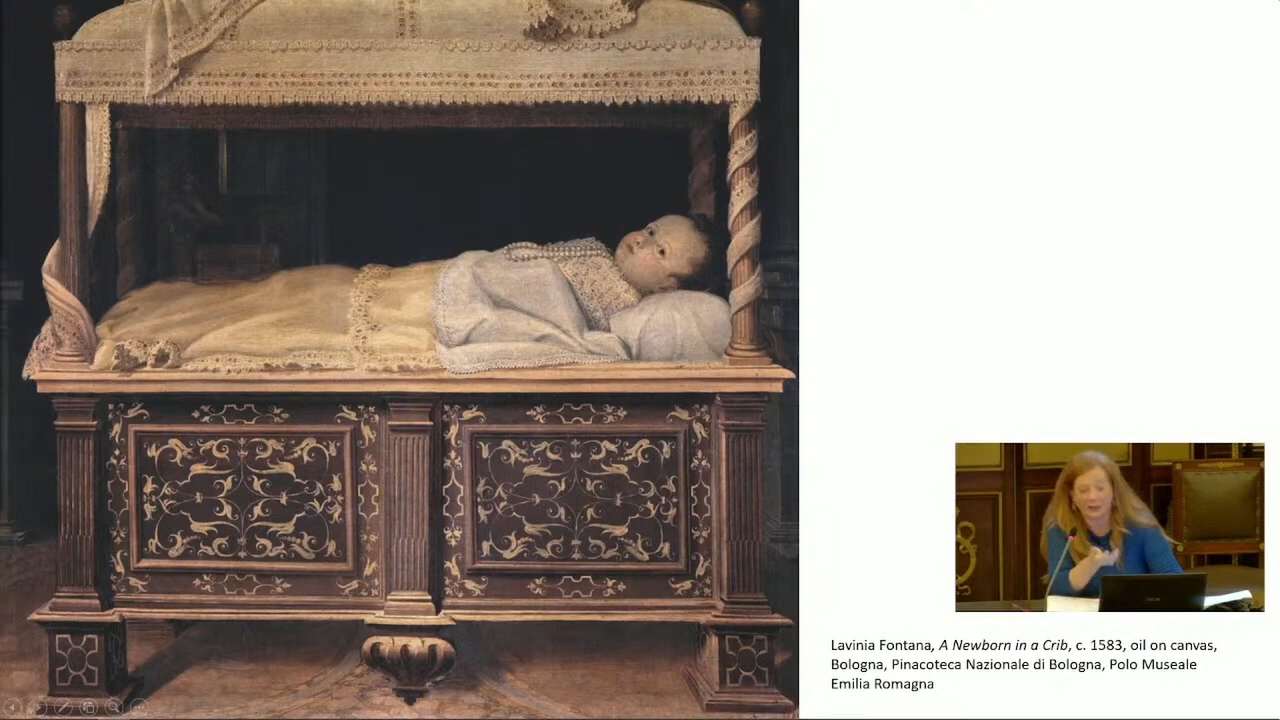 Lavinia Fontana, A Newborn in a Crib, c. 1583, oil on canvas,
Bologna, Pinacoteca Nazionale di Bologna, Polo Museale
Emilia Romagna